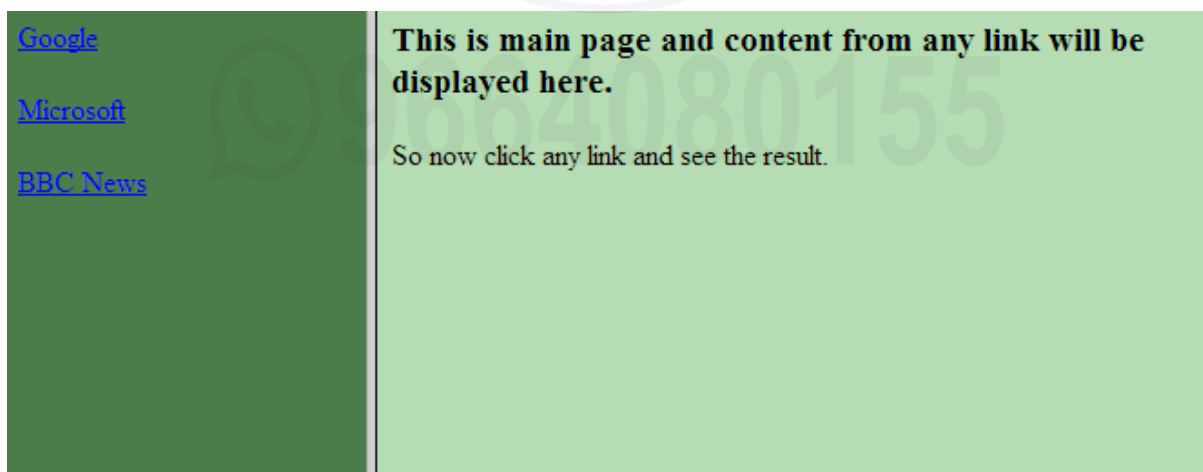 Google
Microsoft
BBC News
This is main page and content from any link will be
displayed here.
So now click any link and see the result.
9664080155